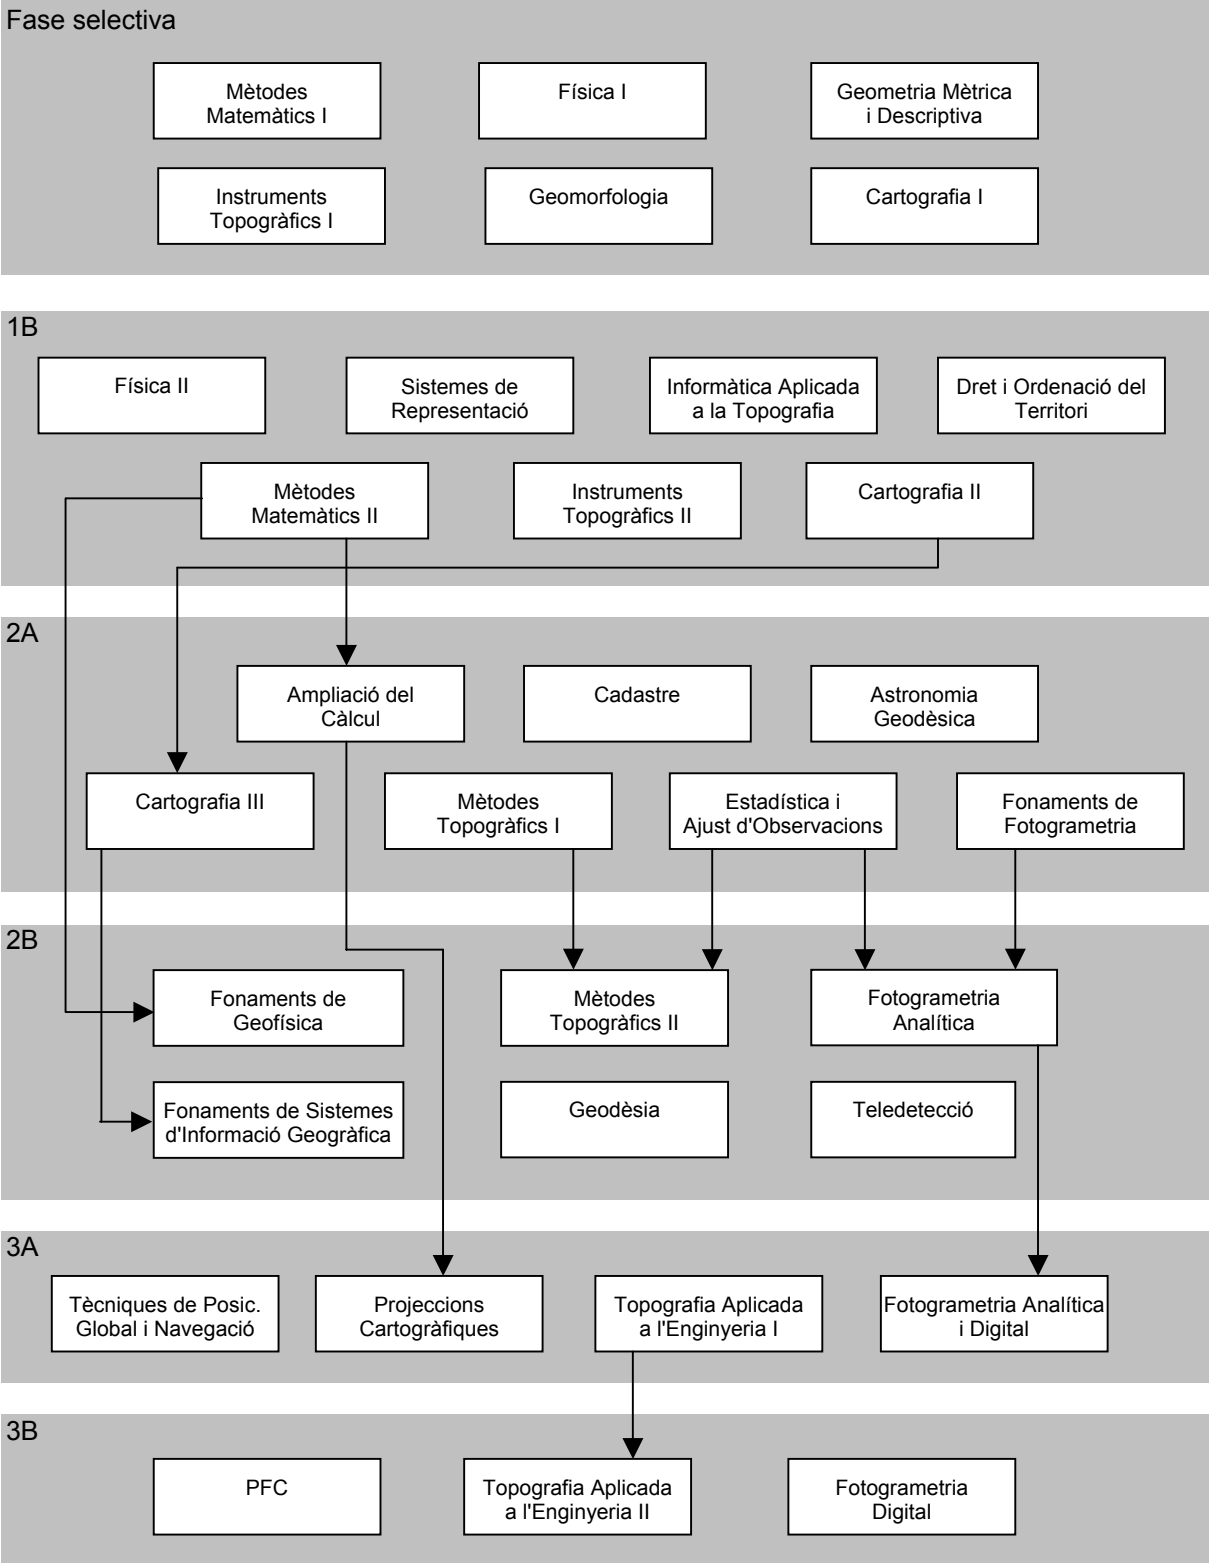 Fase selectiva
Mètodes
Matemàtics I
Física I
Geometria Mètrica
i Descriptiva
Instruments
Topogràfics I
Geomorfologia
Cartografia I
1B
Física II
Sistemes de
Representació
Informàtica Aplicada
a la Topografia
Dret i Ordenació del
Territori
Mètodes
Matemàtics II
Instruments
Topogràfics II
Cartografia II
2A
Ampliació del
Càlcul
Cadastre
Astronomia
Geodèsica
Cartografia III
Mètodes
Topogràfics I
Estadística i
Ajust d'Observacions
Fonaments de
Fotogrametria
2B
Fonaments de
Geofísica
Mètodes
Topogràfics II
Fotogrametria
Analítica
Fonaments de Sistemes
d'Informació Geogràfica
Geodèsia
Teledetecció
3A
Tècniques de Posic.
Global i Navegació
Projeccions
Cartogràfiques
Topografia Aplicada
a l'Enginyeria I
Fotogrametria Analítica
i Digital
3B
PFC
Topografia Aplicada
a l'Enginyeria II
Fotogrametria
Digital